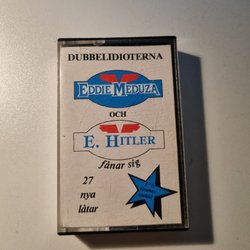 DUBBELIDIOTERNA
EDDIE MEDUZA
OCH
E. HITLER
fånar sig
27
nya
låtar